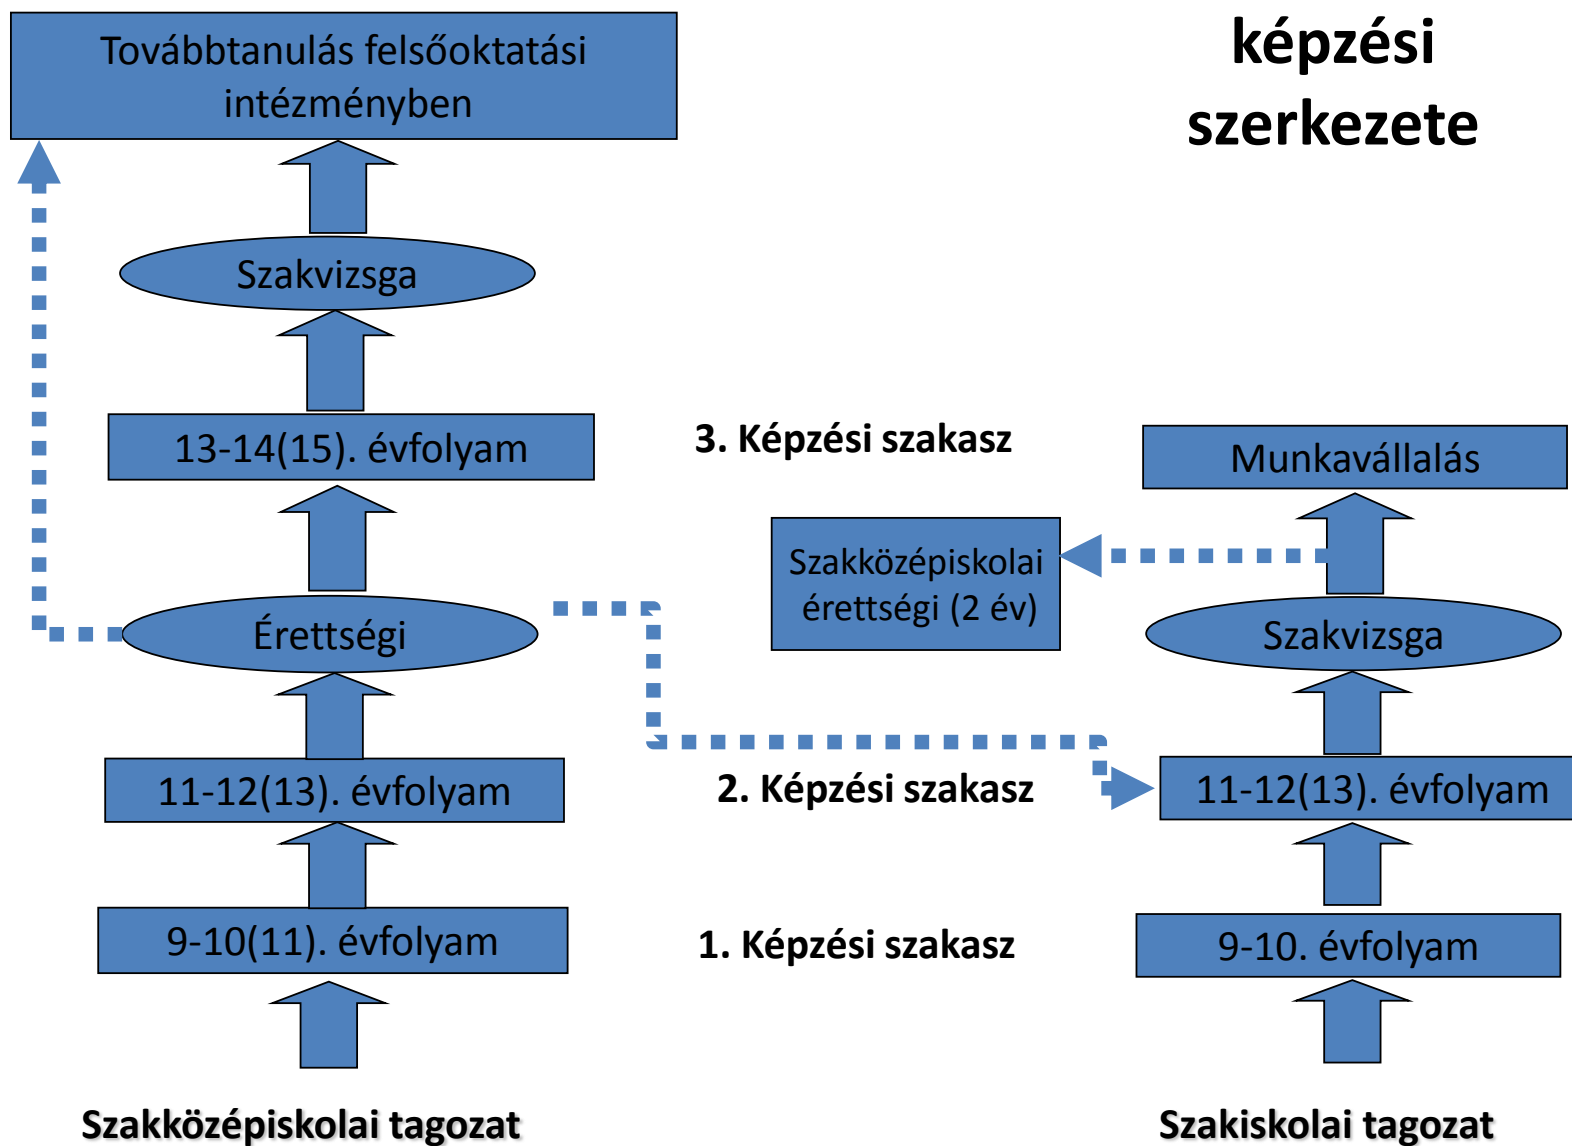 képzési
szerkezete
Továbbtanulás felsőoktatási
intézményben
Szakvizsga
13-14(15). évfolyam
3. Képzési szakasz
Munkavállalás
Szakközépiskolai
érettségi (2 év)
Érettségi
Szakvizsga
11-12(13). évfolyam
2. Képzési szakasz
11-12(13). évfolyam
9-10(11). évfolyam
1. Képzési szakasz
9-10. évfolyam
Szakközépiskolai tagozat
Szakiskolai tagozat